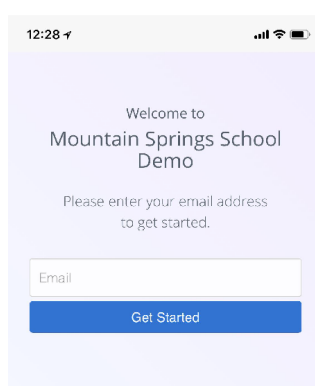 12:28
Welcome to
Mountain Springs School
Demo
Please enter your email address
to get started.
Email
Get Started